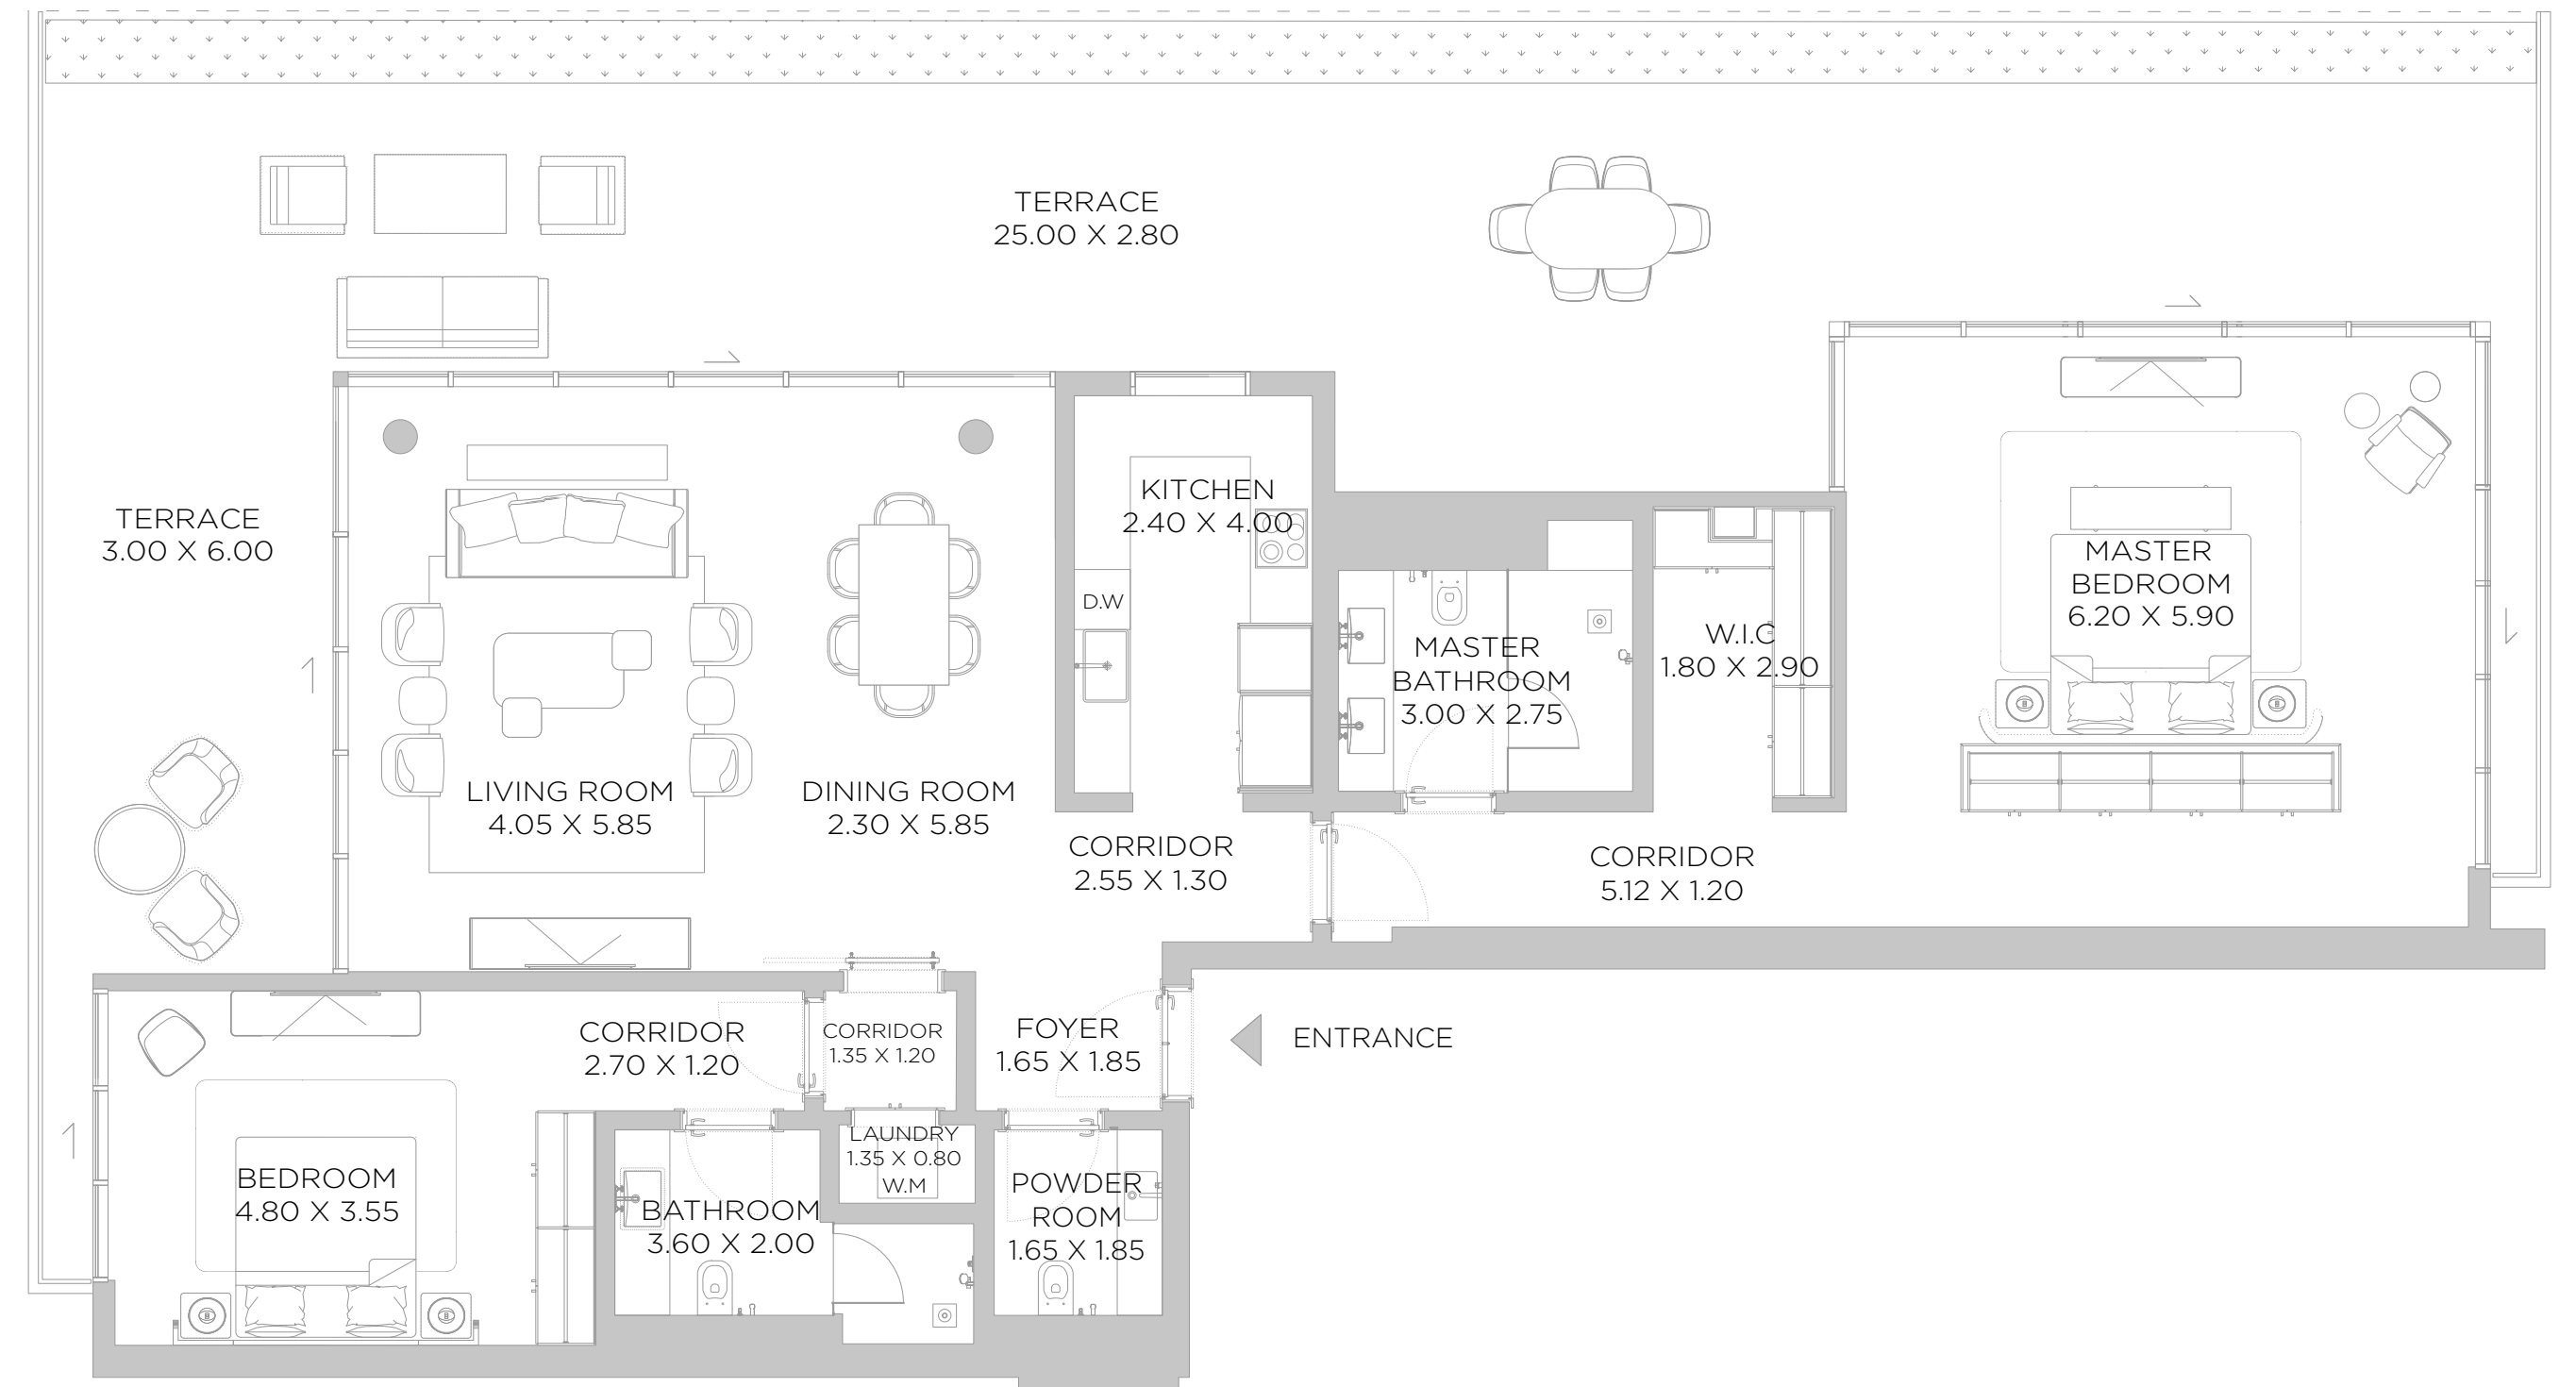 TERRACE
25.00 X 2.80
TERRACE
3.00 X 6.00
KITCHEN
2.40 X 4.00
D.W
MASTER
BATHROOM
3.00 X 2.75
W.I.C
1.80 X 2.90
MASTER
BEDROOM
6.20 X 5.90
LIVING ROOM
4.05 X 5.85
DINING ROOM
2.30 X 5.85
CORRIDOR
2.55 X 1.30
CORRIDOR
5.12 X 1.20
CORRIDOR
2.70 X 1.20
CORRIDOR
1.35 X 1.20
FOYER
1.65 X 1.85
ENTRANCE
BEDROOM
4.80 X 3.55
BATHROOM
3.60 X 2.00
LAUNDRY
1.35 X 0.80
W.M
POWDER
ROOM
1.65 X 1.85